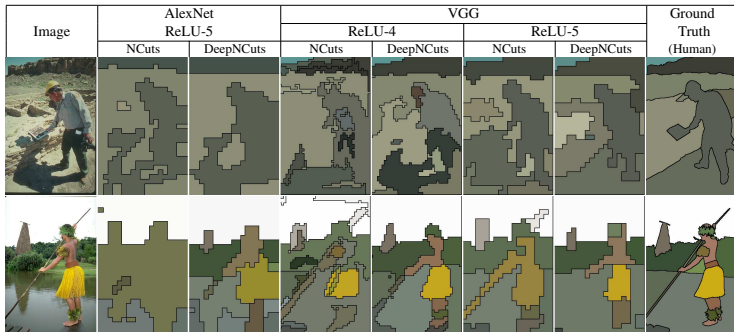 AlexNet VGG Ground
Image ReLU-5 ReLU-4 ReLU-5 Truth
NCuts DeepNCuts NCuts DeepNCuts NCuts DeepNCuts (Human)